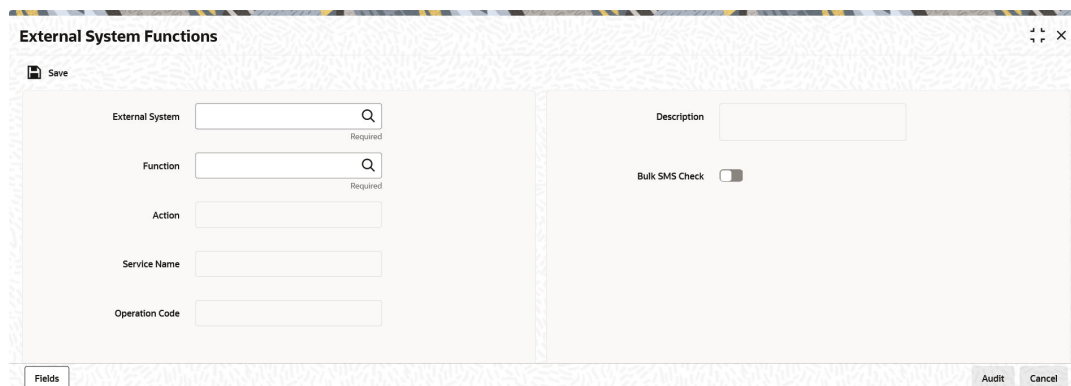 External System Functions
Save
External System
Required
Function
Required
Action
Service Name
Operation Code
Description
Bulk SMS Check
Fields
Audit
Cancel